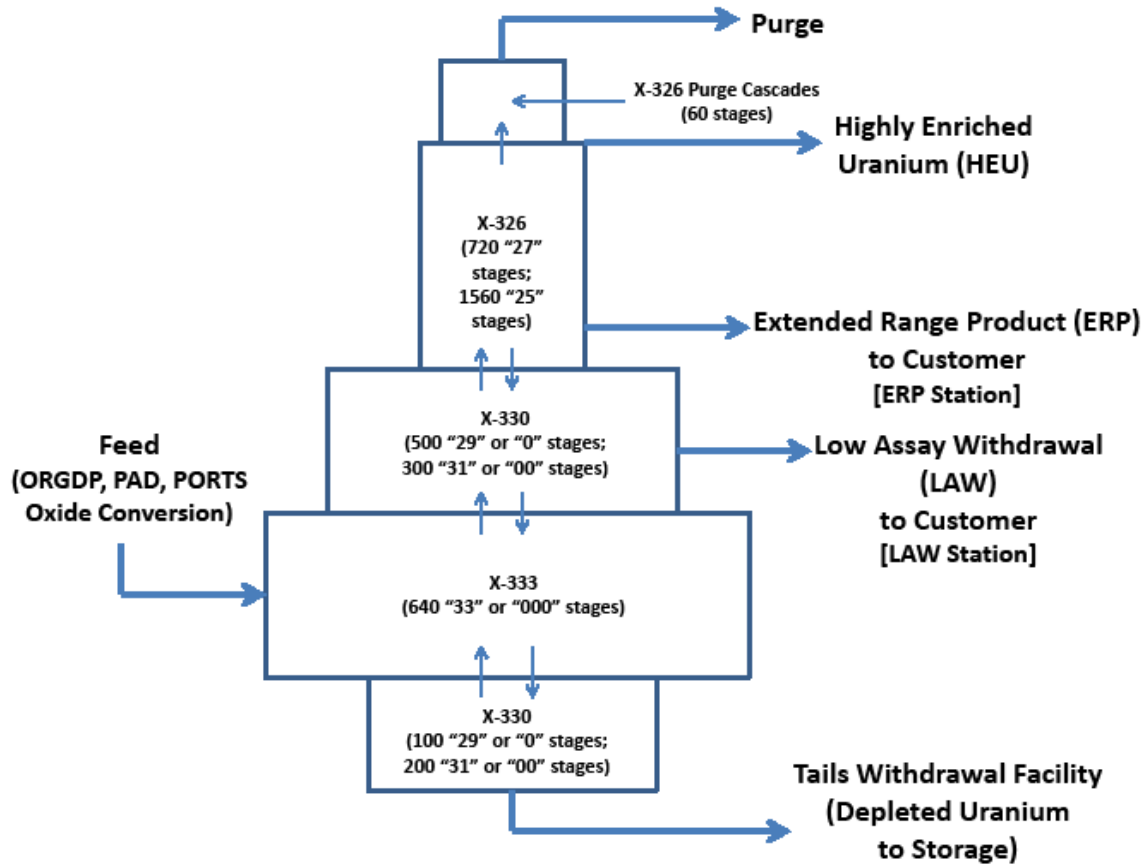 Purge
X-326 Purge Cascades
(60 stages)
Highly Enriched
Uranium (HEU)
X-326
(720 “27”
stages;
1560 “25”
stages)
Extended Range Product (ERP)
to Customer
[ERP Station]
X-330
(500 “29” or “0” stages;
300 “31” or “00” stages)
Low Assay Withdrawal
(LAW)
to Customer
[LAW Station]
Feed
(ORGDP, PAD, PORTS
Oxide Conversion)
X-333
(640 “33” or “000” stages)
X-330
(100 “29” or “0” stages;
200 “31” or “00” stages)
Tails Withdrawal Facility
(Depleted Uranium
to Storage)